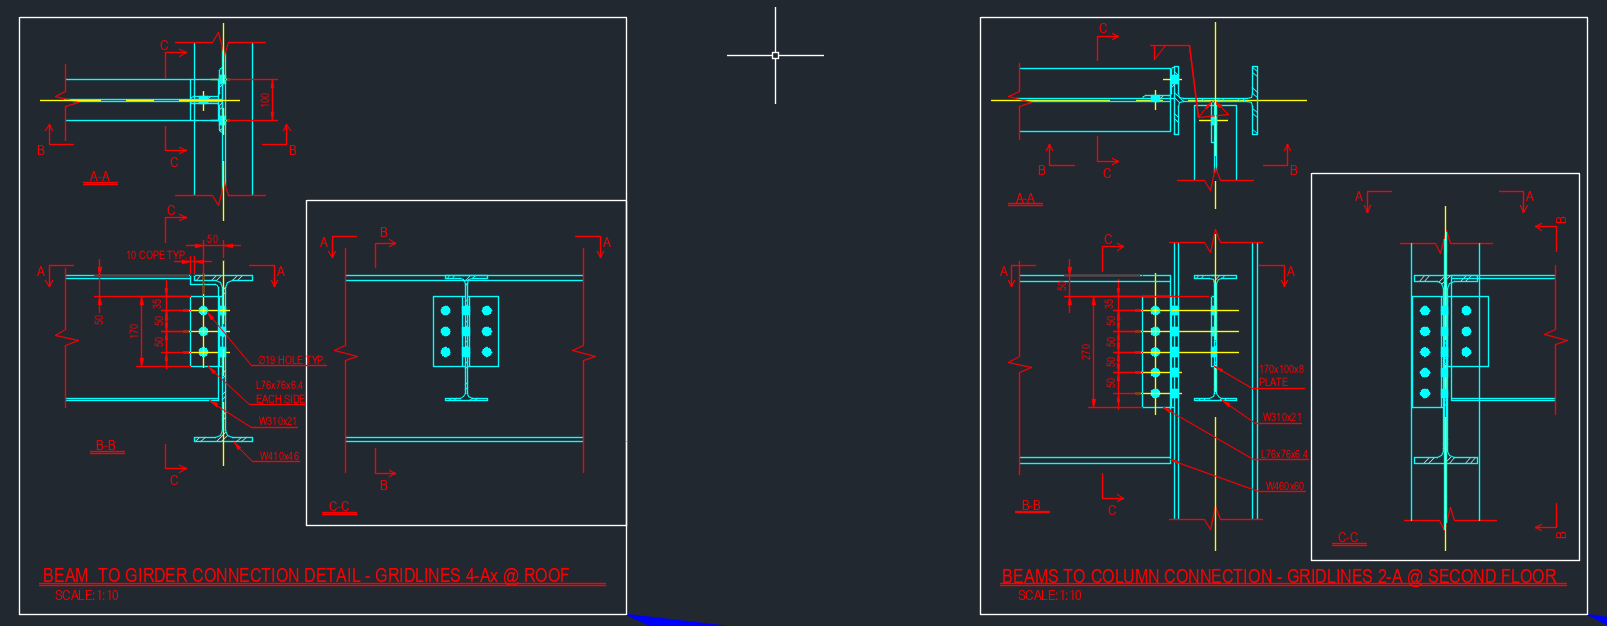 C
100
B
B
C
A-A
C
50
10 COPE TYP.
A
A
35
50
50
50
170
Ø19 HOLE TYP.
L76x76x6.4
EACH SIDE
W310x21
W410x46
B-B
C
A
B
A
B
C-C
BEAM TO GIRDER CONNECTION DETAIL - GRIDLINES 4-Ax @ ROOF
SCALE:1:10
C
B
B
C
A-A
C
A
A
50
35
50
50
50
50
270
170x100x8
PLATE
W310x21
L76x76x6.4
W460x60
B-B
C
A
A
B
B
C-C
BEAMS TO COLUMN CONNECTION - GRIDLINES 2-A @ SECOND FLOOR
SCALE:1:10